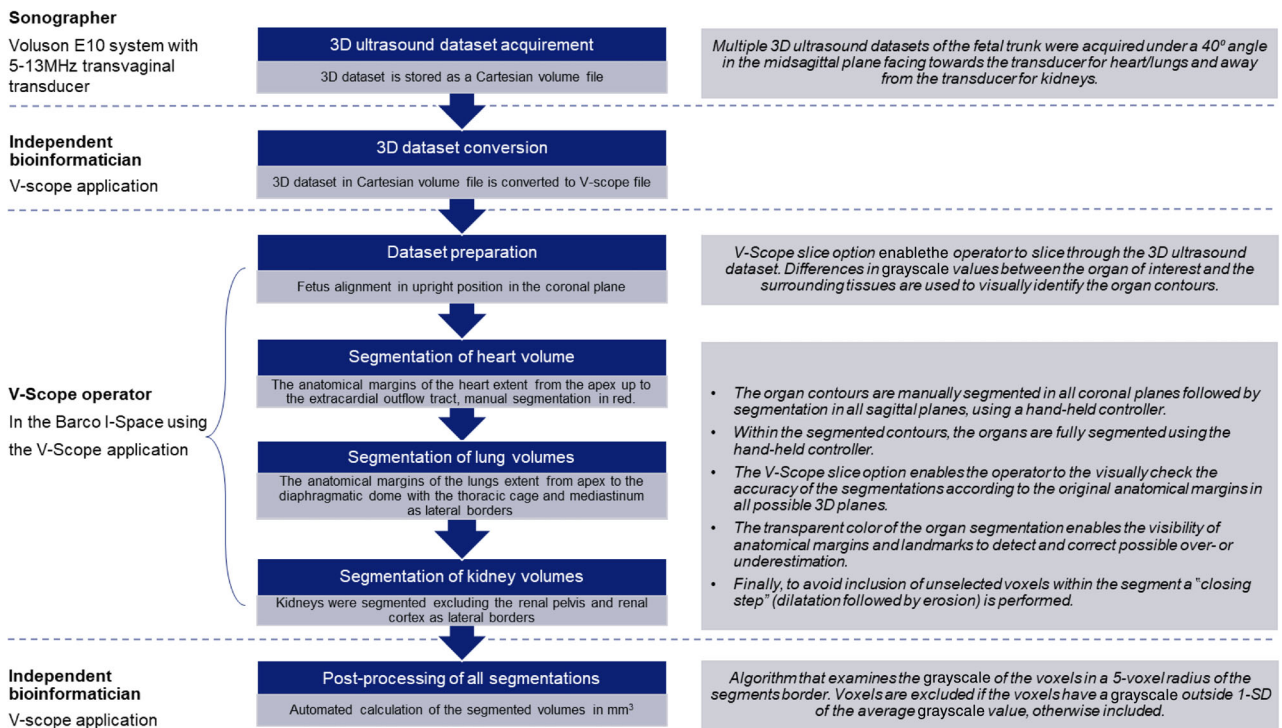 Sonographer
Voluson E10 system with
5-13MHz transvaginal
transducer
3D ultrasound dataset acquirement
3D dataset is stored as a Cartesian volume file
Multiple 3D ultrasound datasets of the fetal trunk were acquired under a 40º angle
in the midsagittal plane facing towards the transducer for heart/lungs and away
from the transducer for kidneys.
Independent
bioinformatician
V-scope application
3D dataset conversion
3D dataset in Cartesian volume file is converted to V-scope file
Dataset preparation
Fetus alignment in upright position in the coronal plane
V-Scope slice option enablethe operator to slice through the 3D ultrasound
dataset. Differences in grayscale values between the organ of interest and the
surrounding tissues are used to visually identify the organ contours.
V-Scope operator
In the Barco I-Space using
the V-Scope application
Segmentation of heart volume
The anatomical margins of the heart extent from the apex up to
the extracardial outflow tract, manual segmentation in red.
Segmentation of lung volumes
The anatomical margins of the lungs extent from apex to the
diaphragmatic dome with the thoracic cage and mediastinum
as lateral borders
Segmentation of kidney volumes
Kidneys were segmented excluding the renal pelvis and renal
cortex as lateral borders
• The organ contours are manually segmented in all coronal planes followed by
segmentation in all sagittal planes, using a hand-held controller.
• Within the segmented contours, the organs are fully segmented using the
hand-held controller.
• The V-Scope slice option enables the operator to the visually check the
accuracy of the segmentations according to the original anatomical margins in
all possible 3D planes.
• The transparent color of the organ segmentation enables the visibility of
anatomical margins and landmarks to detect and correct possible over- or
underestimation.
• Finally, to avoid inclusion of unselected voxels within the segment a "closing
step" (dilatation followed by erosion) is performed.
Independent
bioinformatician
V-scope application
Post-processing of all segmentations
Automated calculation of the segmented volumes in mm³
Algorithm that examines the grayscale of the voxels in a 5-voxel radius of the
segments border. Voxels are excluded if the voxels have a grayscale outside 1-SD
of the average grayscale value, otherwise included.